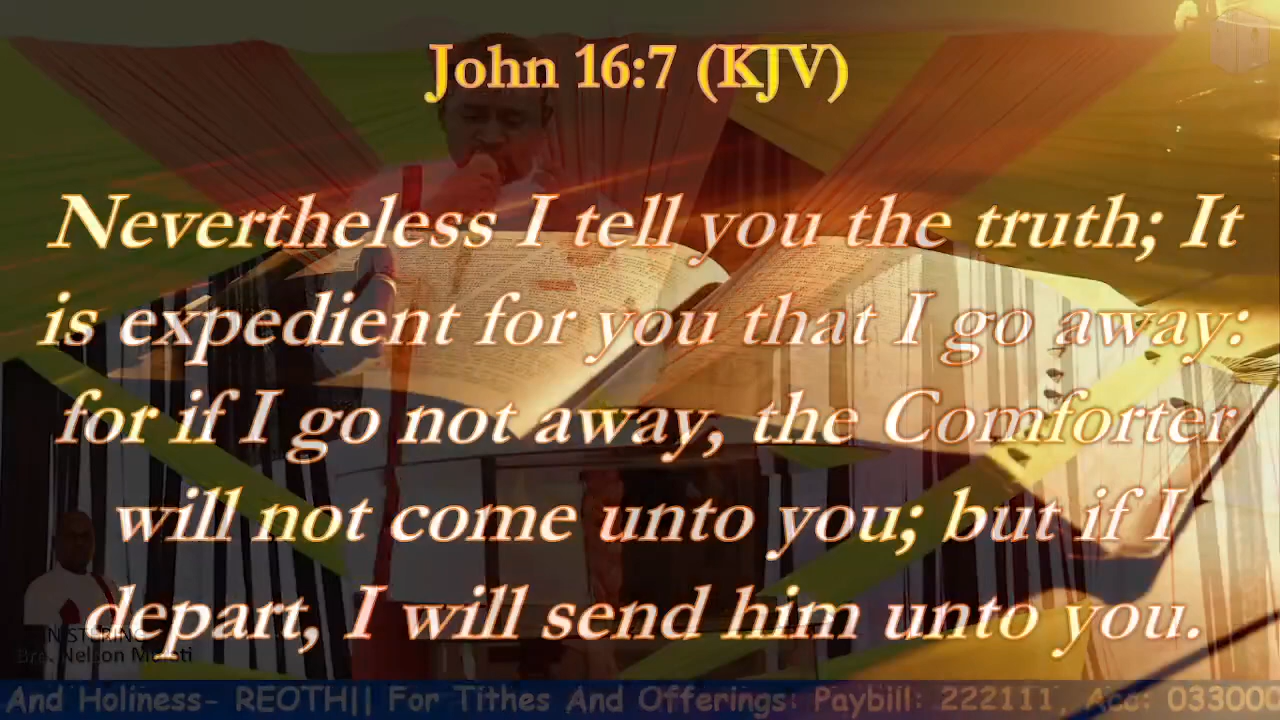 John 16:7 (KJV)
Nevertheless I tell you the truth; It
is expedient for you that I go away:
for if I go not away, the Comforter
will not come unto you; but if I
depart, I will send him unto you.
Bro. Nelson
And Holiness- REOTH|| For Tithes And Offerings: Paybill: 222111, Acc: 033000